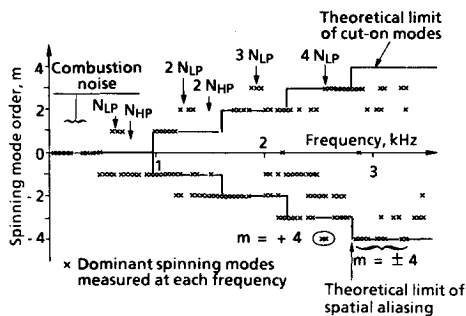 Theoretical limit
of cut-on modes
Spinning mode order, m
4
2
0
- 2
- 4
Combustion
noise
N_LP
N_HP
2 N_LP
2 N_HP
3 N_LP
4 N_LP
1
2
3
Frequency, kHz
m = + 4 ××
m = ± 4
× Dominant spinning modes
measured at each frequency
Theoretical limit of
spatial aliasing